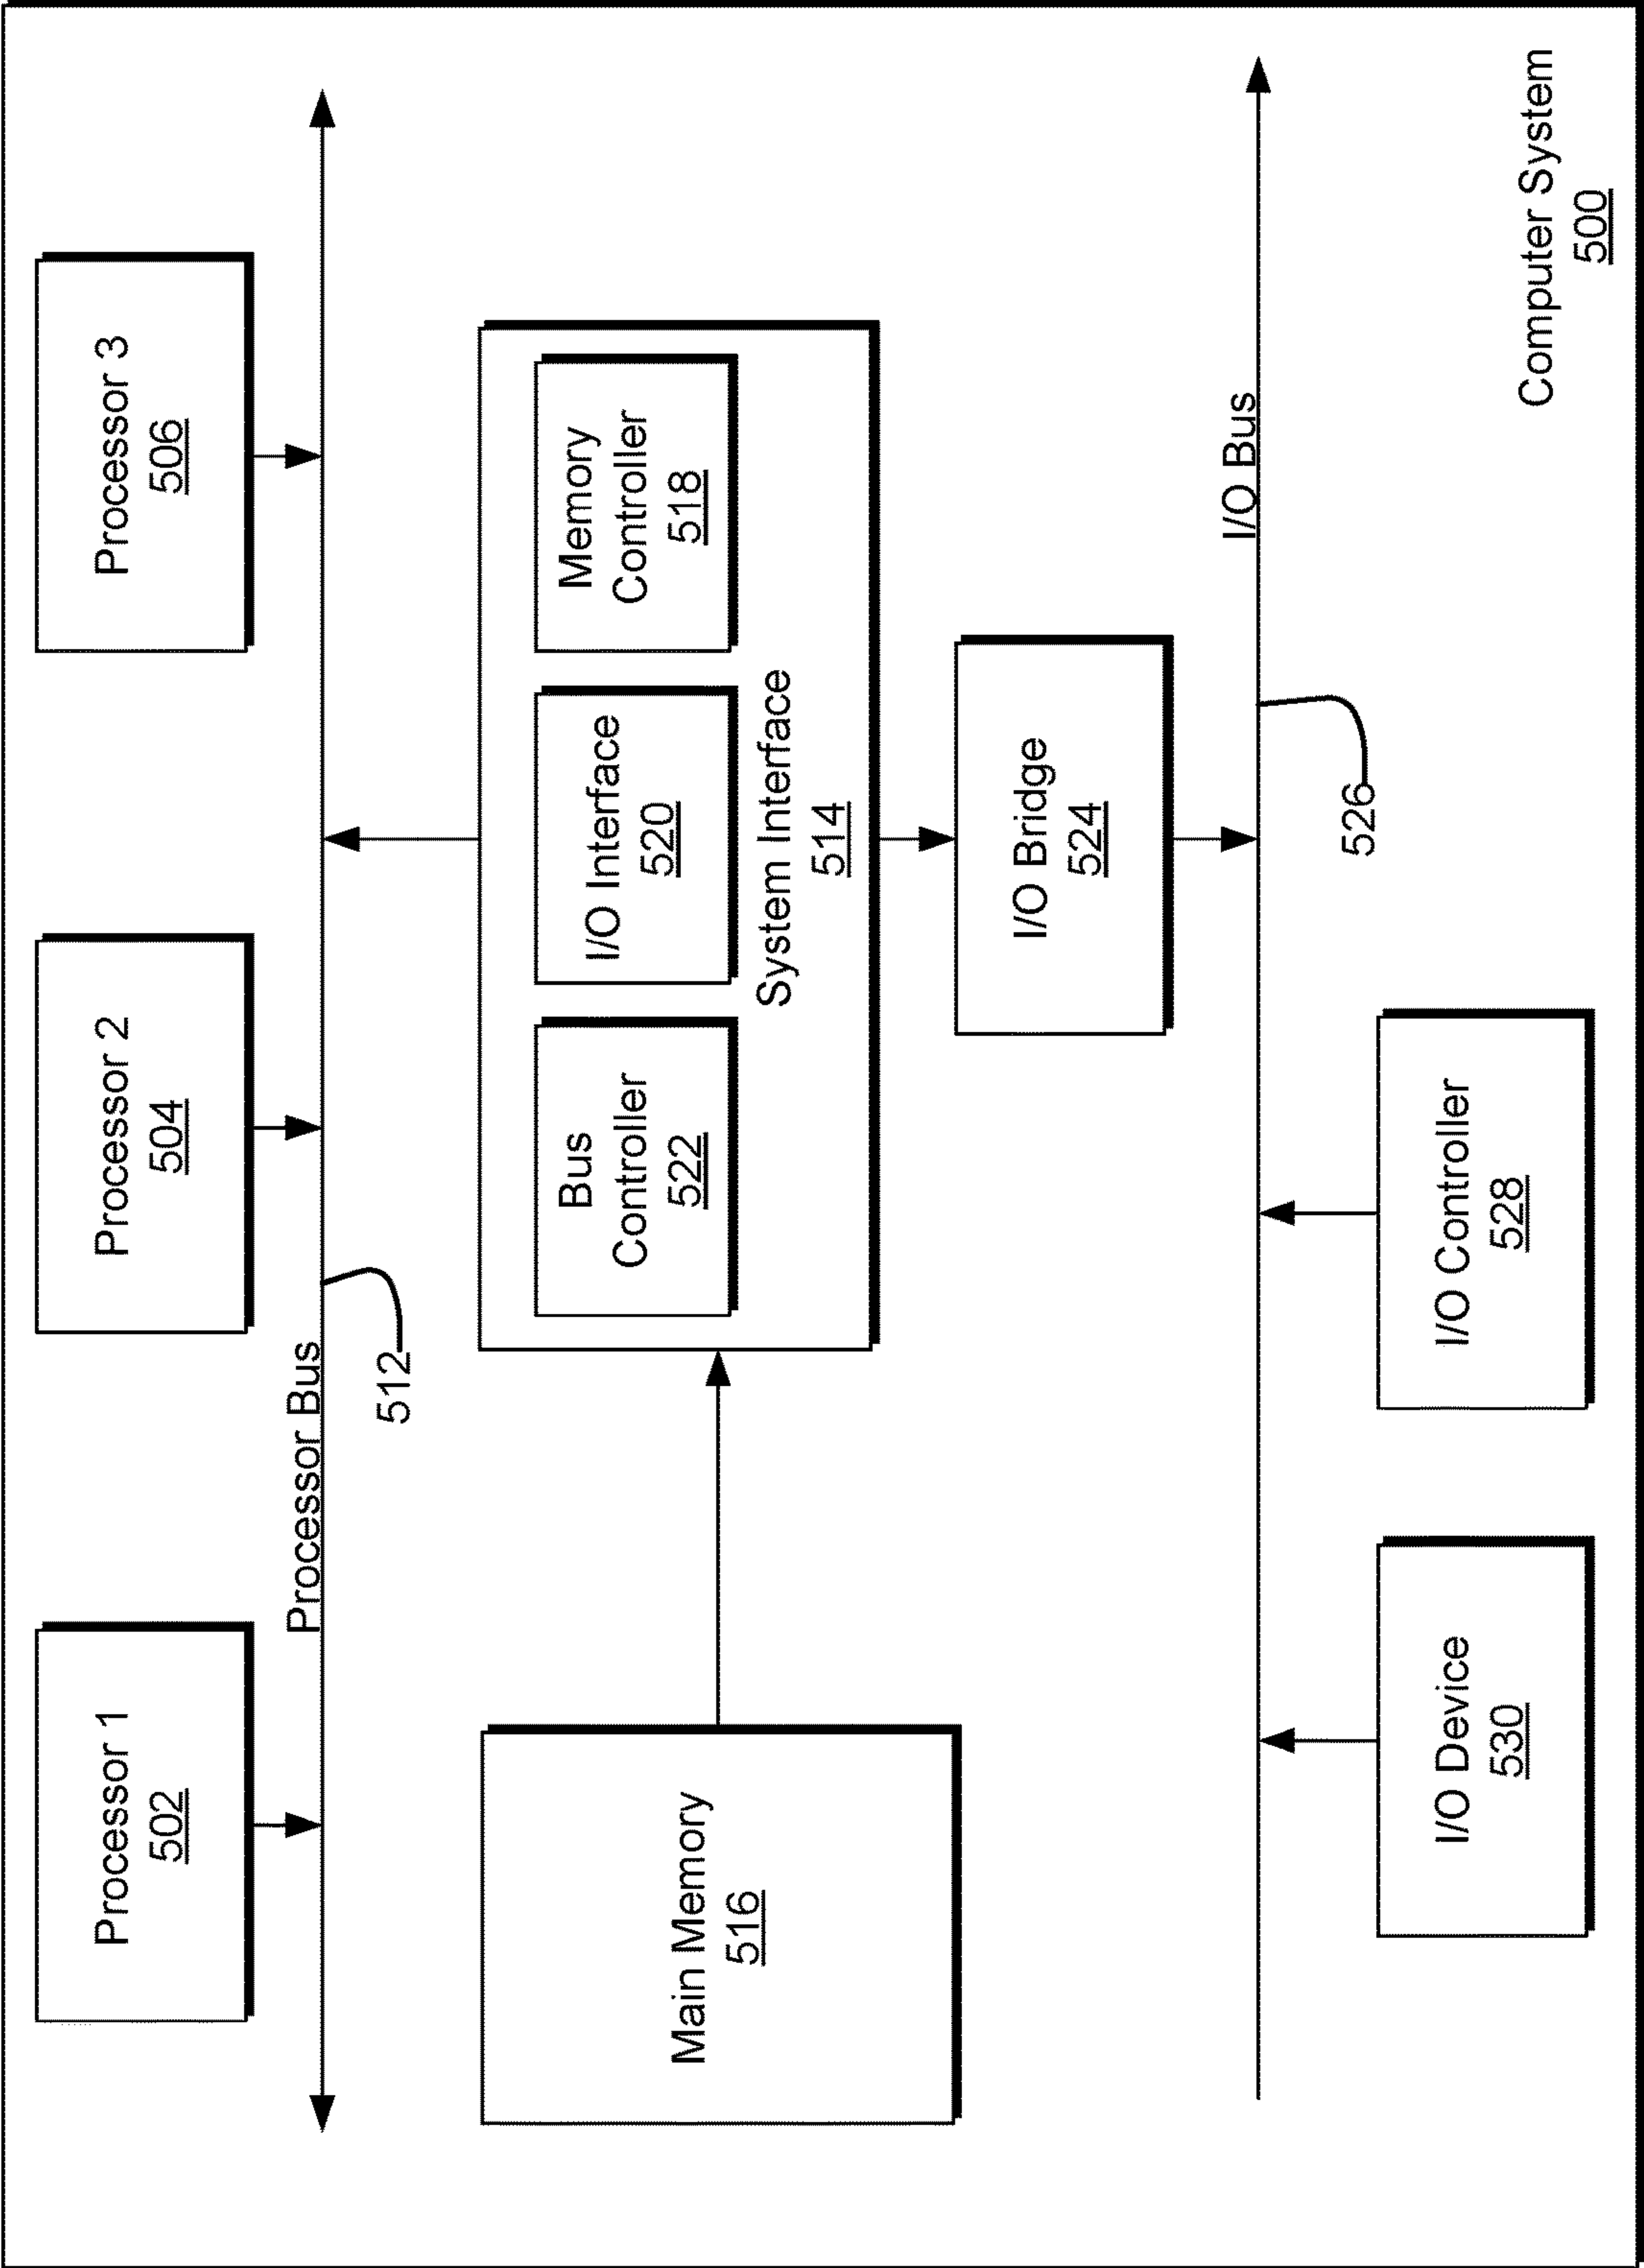 Processor 1
502
Processor 2
504
Processor 3
506
Processor Bus
512
Main Memory
516
Bus
Controller
522
I/O Interface
520
Memory
Controller
518
System Interface
514
I/O Bridge
524
I/O Bus
526
I/O Device
530
I/O Controller
528
Computer System
500